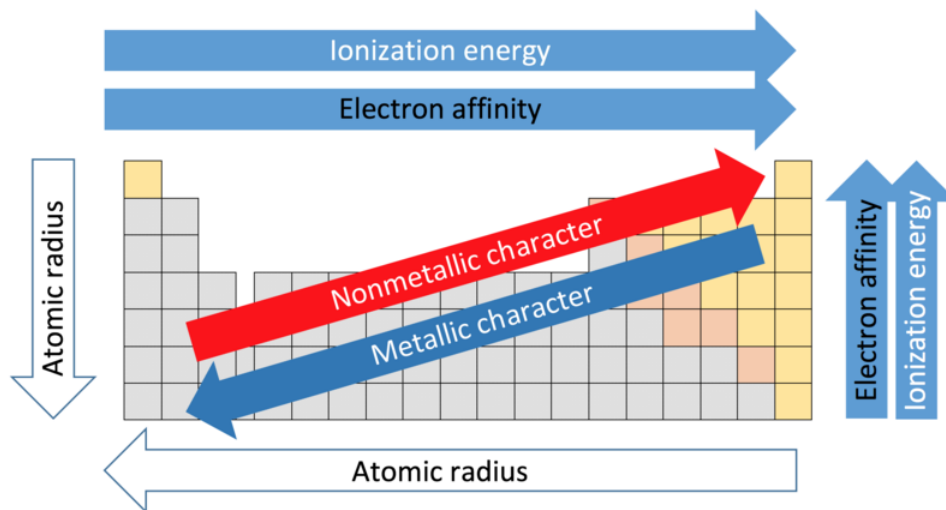 Ionization energy
Electron affinity
Atomic radius
Nonmetallic character
Metallic character
Electron affinity
Ionization energy
Atomic radius